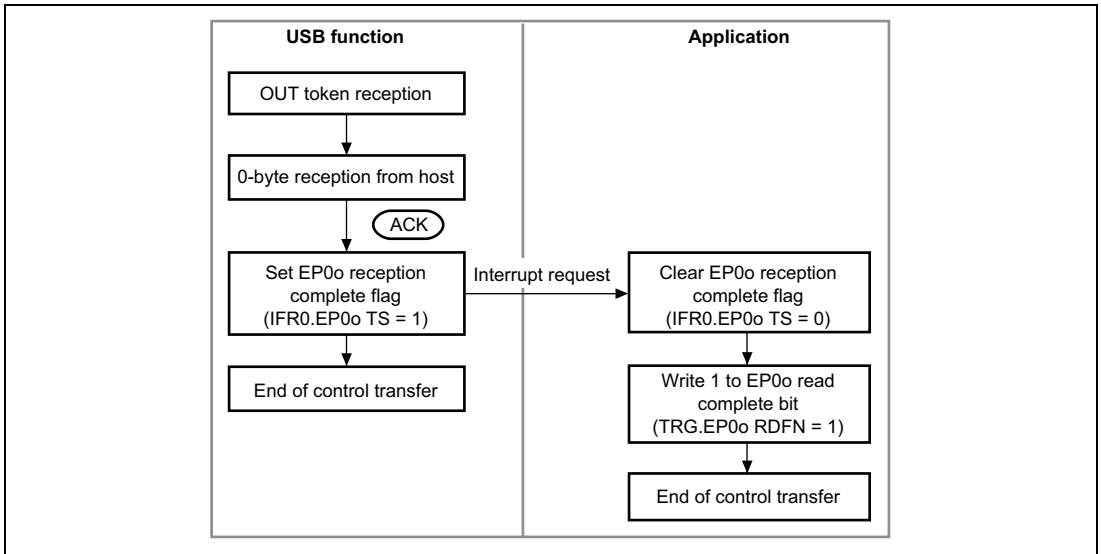 USB function
Application
OUT token reception
0-byte reception from host
ACK
Set EP0o reception
complete flag
(IFR0.EP0o TS = 1)
Interrupt request
Clear EP0o reception
complete flag
(IFR0.EP0o TS = 0)
End of control transfer
Write 1 to EP0o read
complete bit
(TRG.EP0o RDFN = 1)
End of control transfer